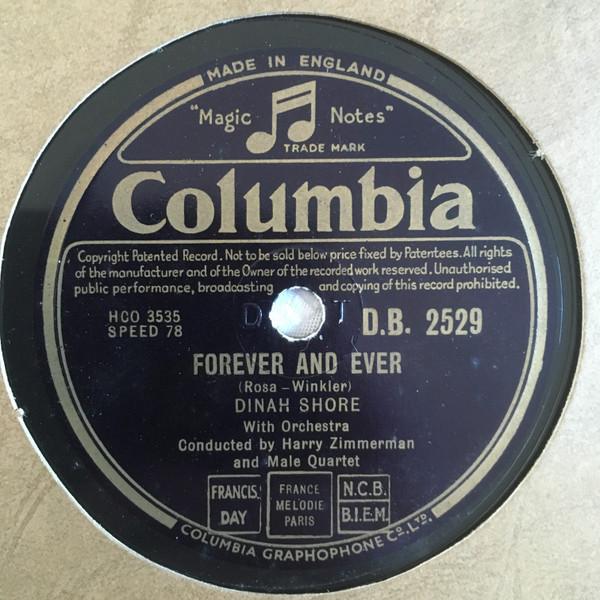 MADE IN ENGLAND
"Magic Notes"
TRADE MARK
Columbia
Copyright Patented Record. Not to be sold below price fixed by Patentees. All rights
of the manufacturer and of the Owner of the recorded work reserved. Unauthorised
public performance, broadcasting and copying of this record prohibited.
HCO 3535
SPEED 78
D.B. 2529
FOREVER AND EVER
(Rosa – Winkler)
DINAH SHORE
With Orchestra
Conducted by Harry Zimmerman
and Male Quartet
FRANCIS,
DAY
FRANCE
MELODIE
PARIS
N.C.B.
B.I.E.M.
COLUMBIA GRAPHOPHONE CO. LTD.